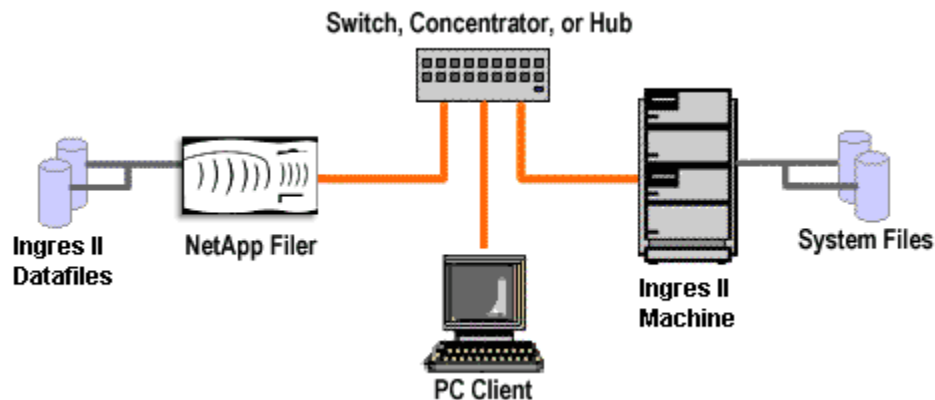 Switch, Concentrator, or Hub
Ingres II
Datafiles
NetApp Filer
PC Client
Ingres II
Machine
System Files